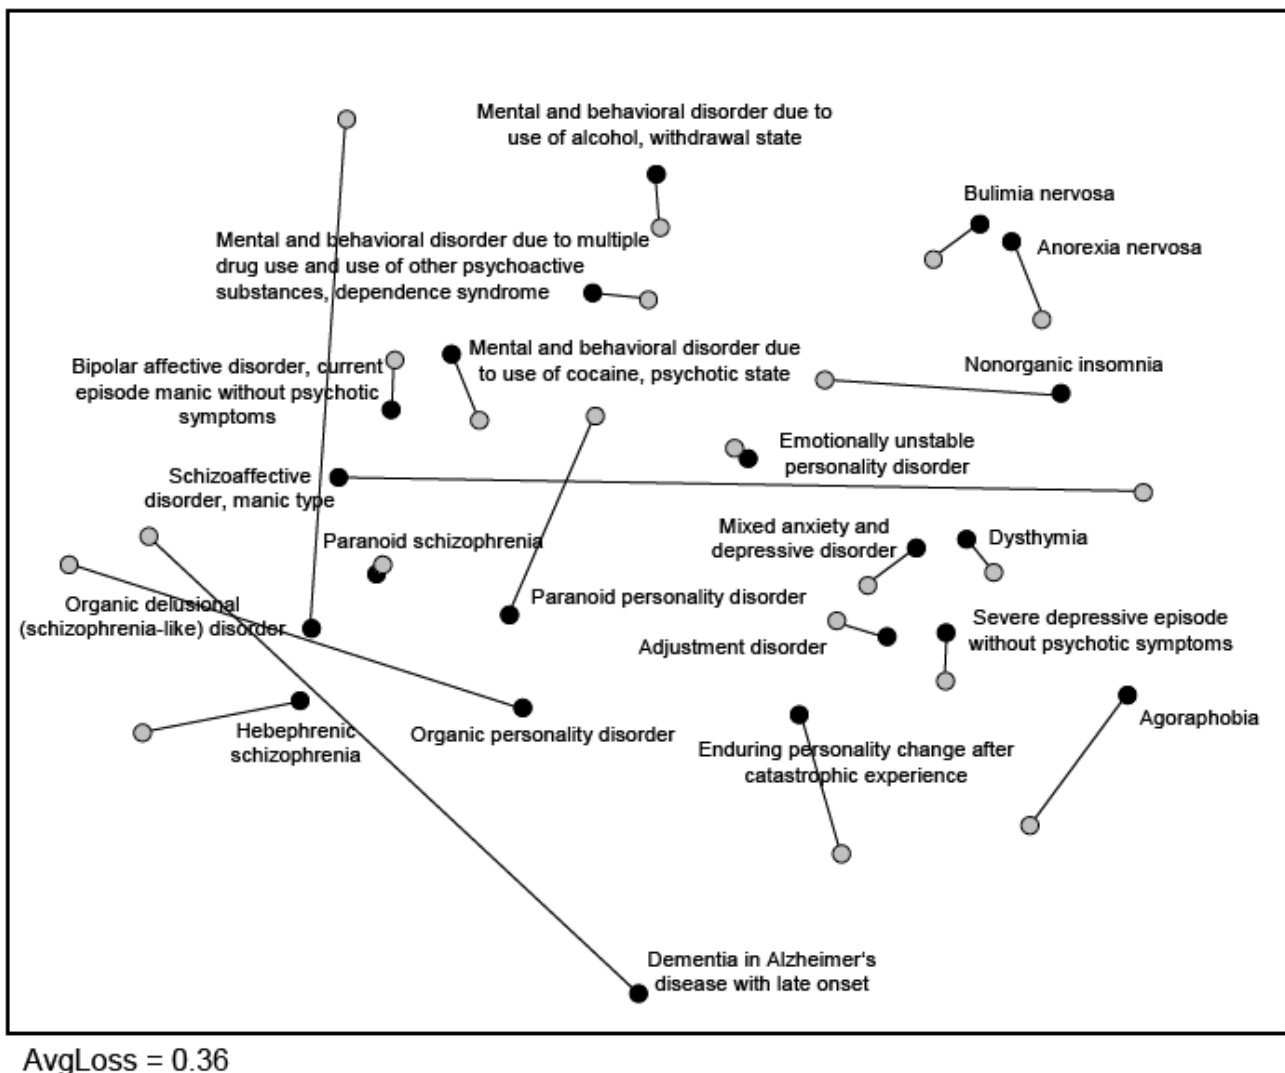 Mental and behavioral disorder due to
use of alcohol, withdrawal state
Bulimia nervosa
Anorexia nervosa
Mental and behavioral disorder due to multiple
drug use and use of other psychoactive
substances, dependence syndrome
Bipolar affective disorder, current
episode manic without psychotic
symptoms
Mental and behavioral disorder due
to use of cocaine, psychotic state
Nonorganic insomnia
Emotionally unstable
personality disorder
Schizoaffective
disorder, manic type
Paranoid schizophrenia
Mixed anxiety and
depressive disorder
Dysthymia
Organic delusional
(schizophrenia-like) disorder
Paranoid personality disorder
Adjustment disorder
Severe depressive episode
without psychotic symptoms
Hebephrenic
schizophrenia
Organic personality disorder
Enduring personality change after
catastrophic experience
Agoraphobia
Dementia in Alzheimer's
disease with late onset
AvgLoss = 0.36